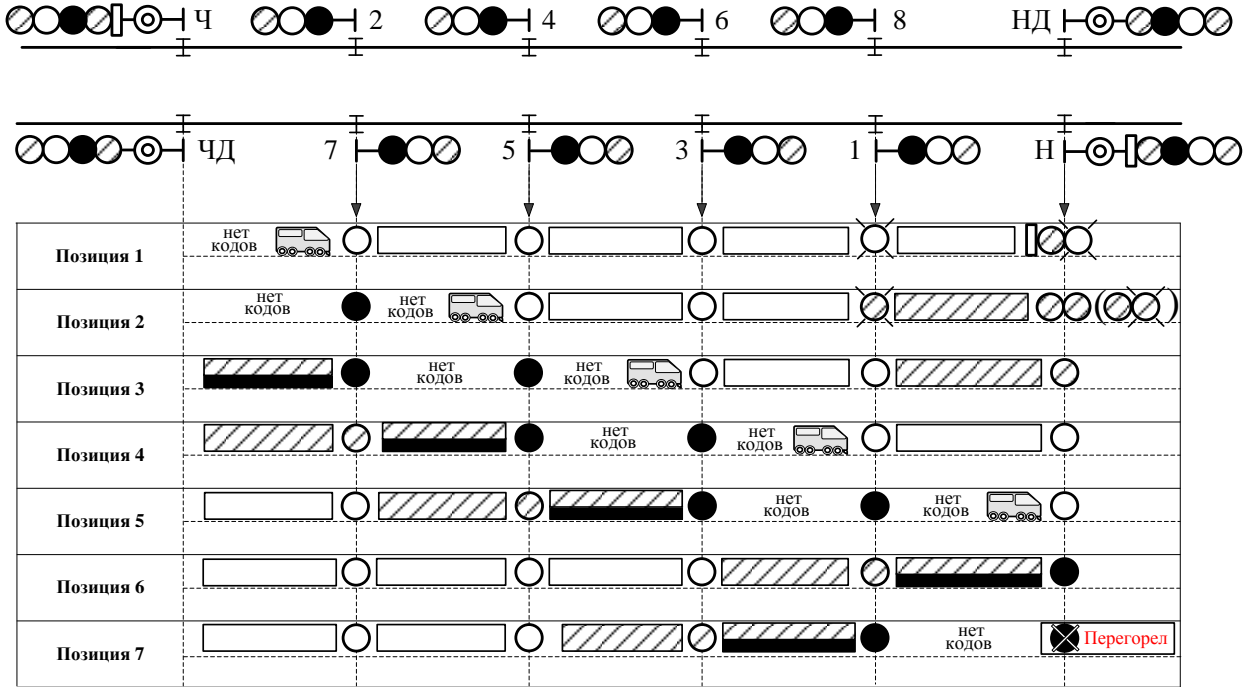 Ч 2 4 6 8 НД
ЧД 7 5 3 1 Н
Позиция 1
нет
кодов
Позиция 2
нет
кодов
нет
кодов
Позиция 3
нет
кодов
нет
кодов
Позиция 4
нет
кодов
нет
кодов
Позиция 5
нет
кодов
нет
кодов
Позиция 6
Позиция 7
нет
кодов
Перегорел